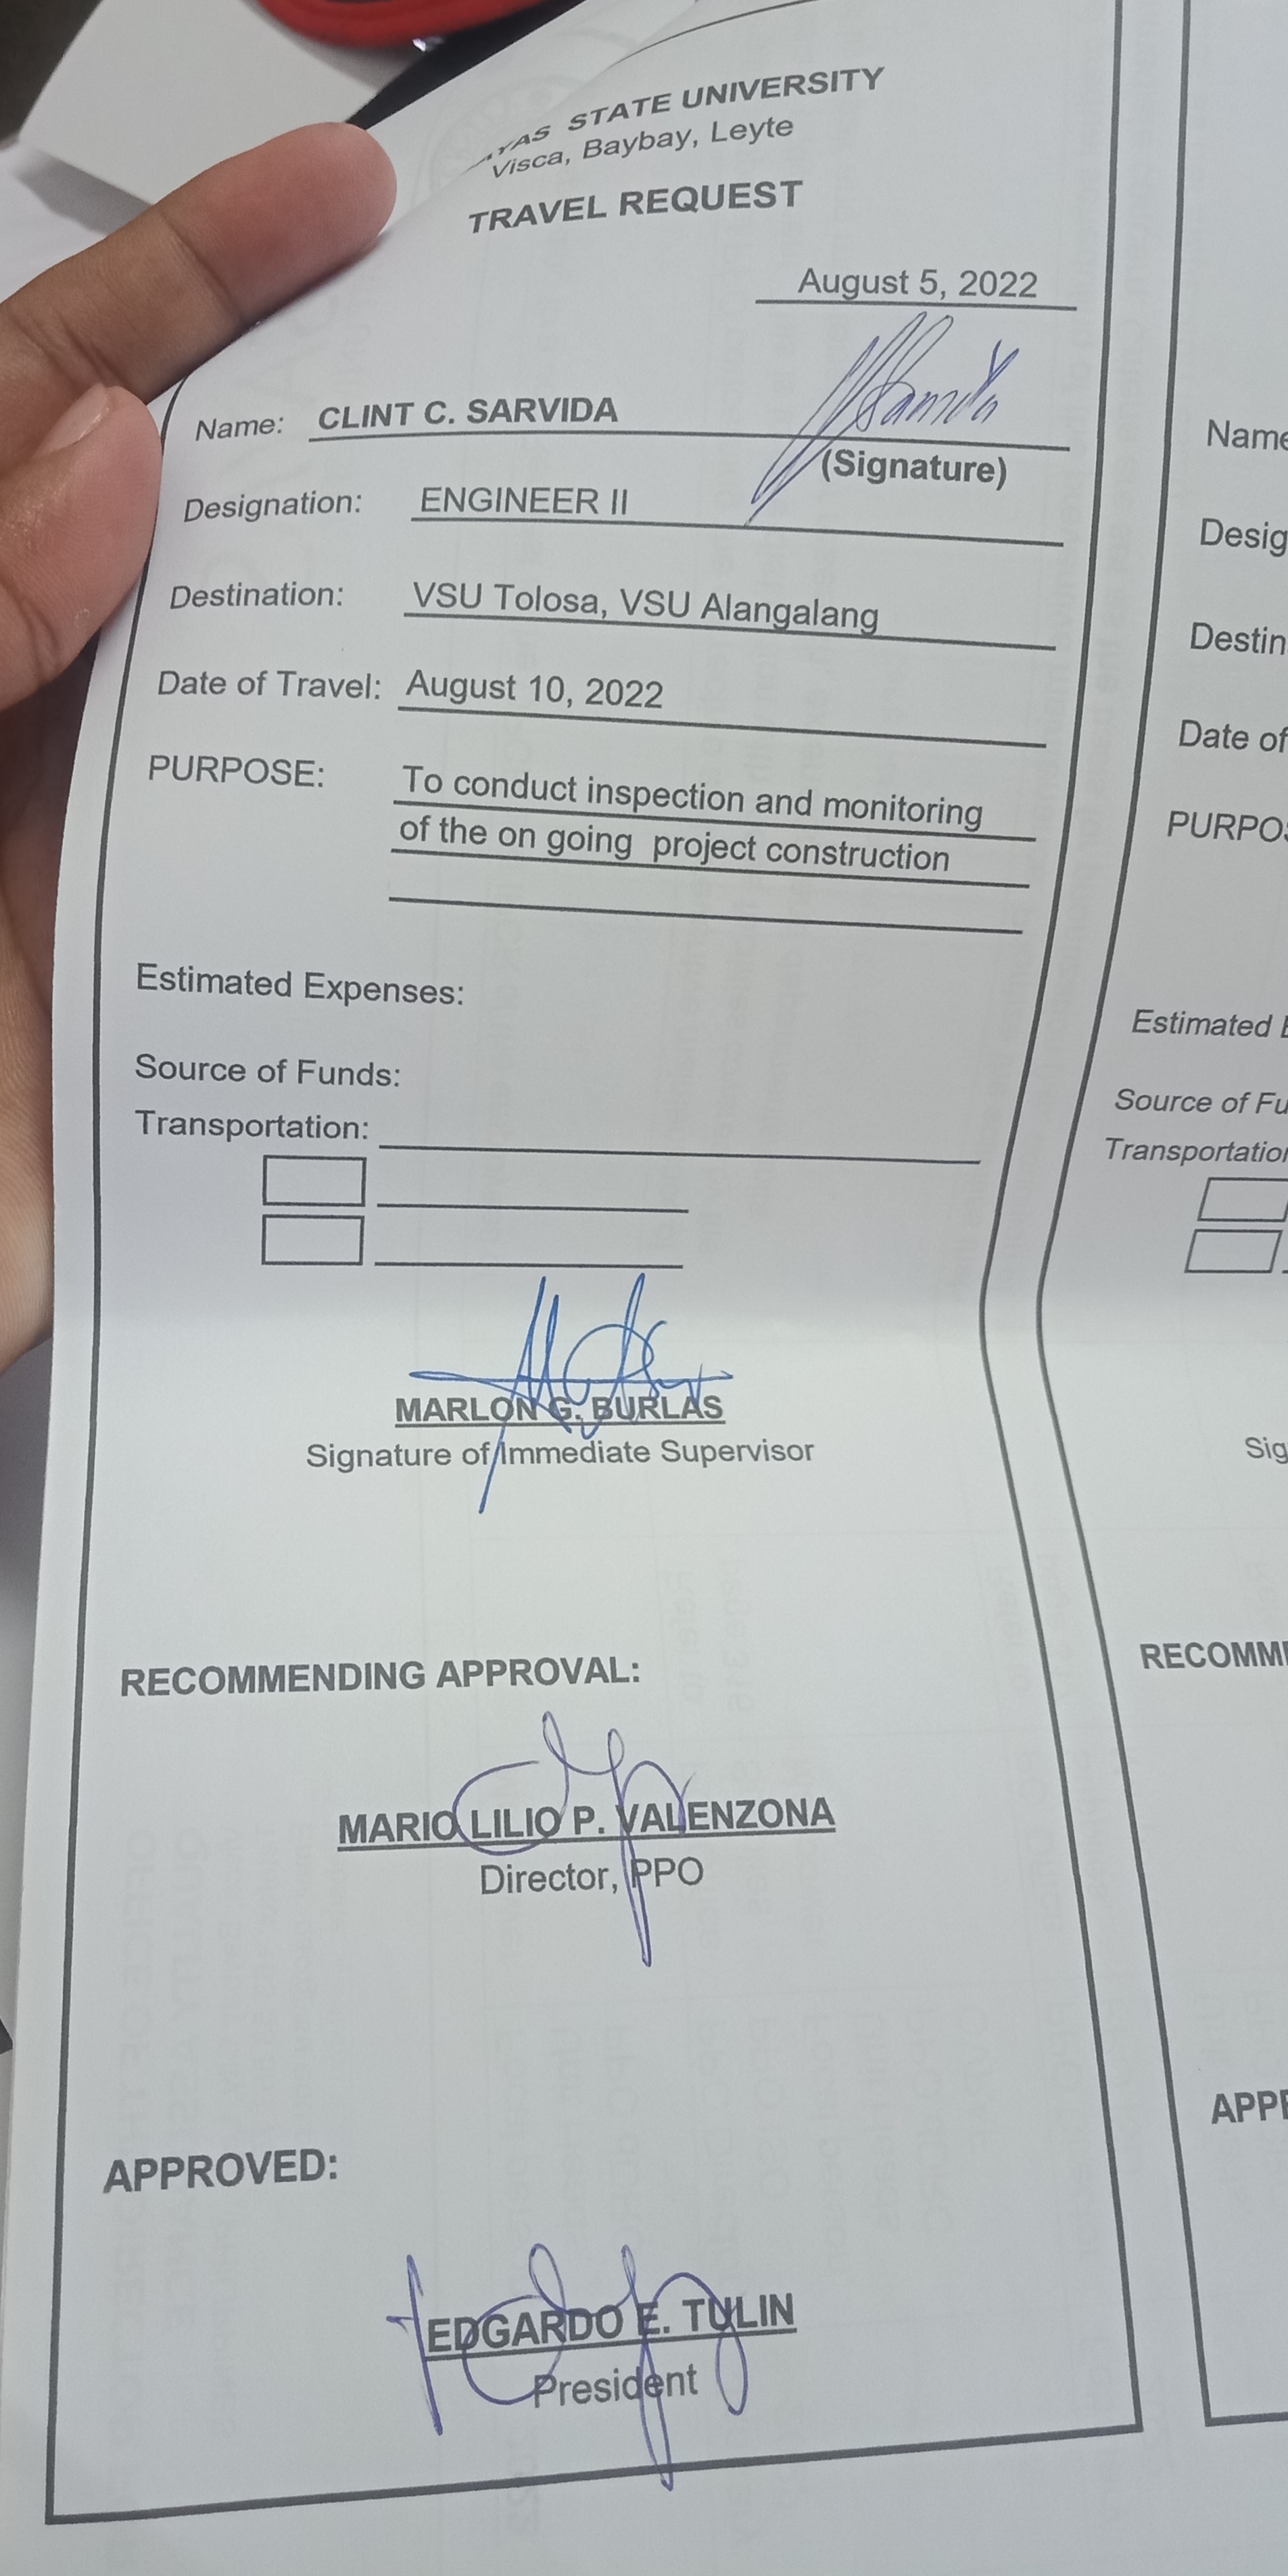 STATE UNIVERSITY
Visca, Baybay, Leyte
TRAVEL REQUEST
August 5, 2022
Name: CLINT C. SARVIDA
(Signature)
Designation: ENGINEER II
Destination: VSU Tolosa, VSU Alangalang
Date of Travel: August 10, 2022
PURPOSE: To conduct inspection and monitoring
of the on going project construction
Estimated Expenses:
Source of Funds:
Transportation:
MARLON G. BURLAS
Signature of Immediate Supervisor
RECOMMENDING APPROVAL:
MARIO LILIO P. VALENZONA
Director, PPO
APPROVED:
EDGARDO E. TULIN
President
Name
Desig
Destin
Date of
PURPOS
Estimated E
Source of Fu
Transportation
Sig
RECOMM
APP